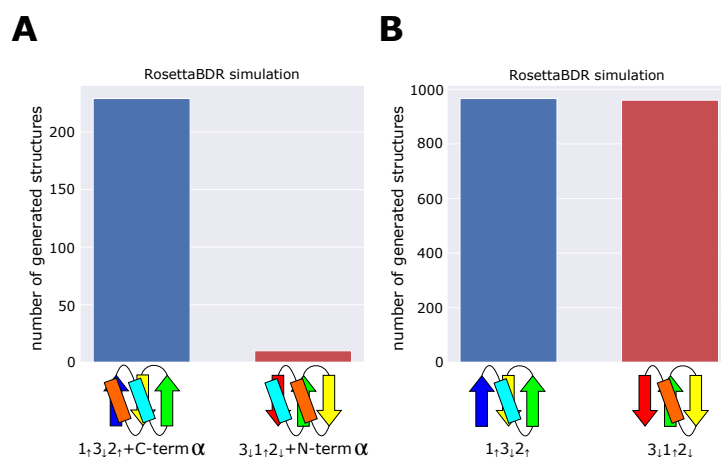 A
B
RosettaBDR simulation
RosettaBDR simulation
number of generated structures
200
150
100
50
0
number of generated structures
1000
800
600
400
200
0
1↑3↓2↑+C-term α
3↓1↑2↓+N-term α
1↑3↓2↑
3↓1↑2↓